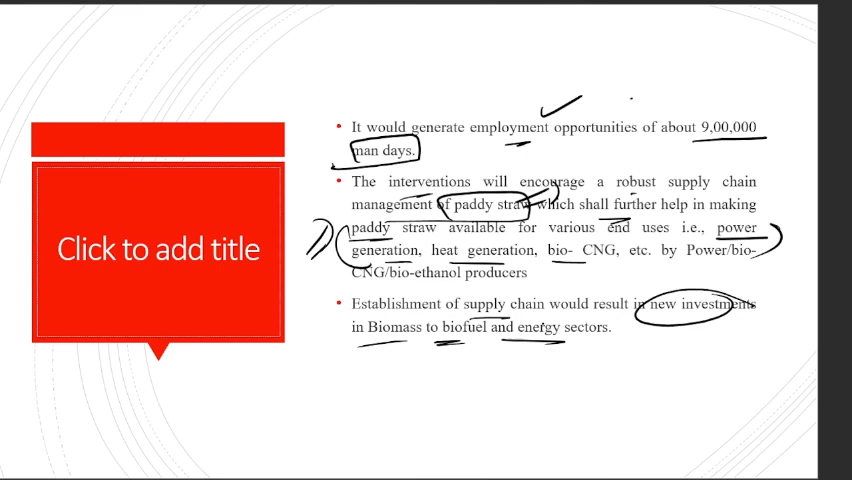 Click to add title
• It would generate employment opportunities of about 9,00,000
man days.
• The interventions will encourage a robust supply chain
management of paddy straw which shall further help in making
paddy straw available for various end uses i.e., power
generation, heat generation, bio- CNG, etc. by Power/bio-
CNG/bio-ethanol producers
• Establishment of supply chain would result in new investments
in Biomass to biofuel and energy sectors.